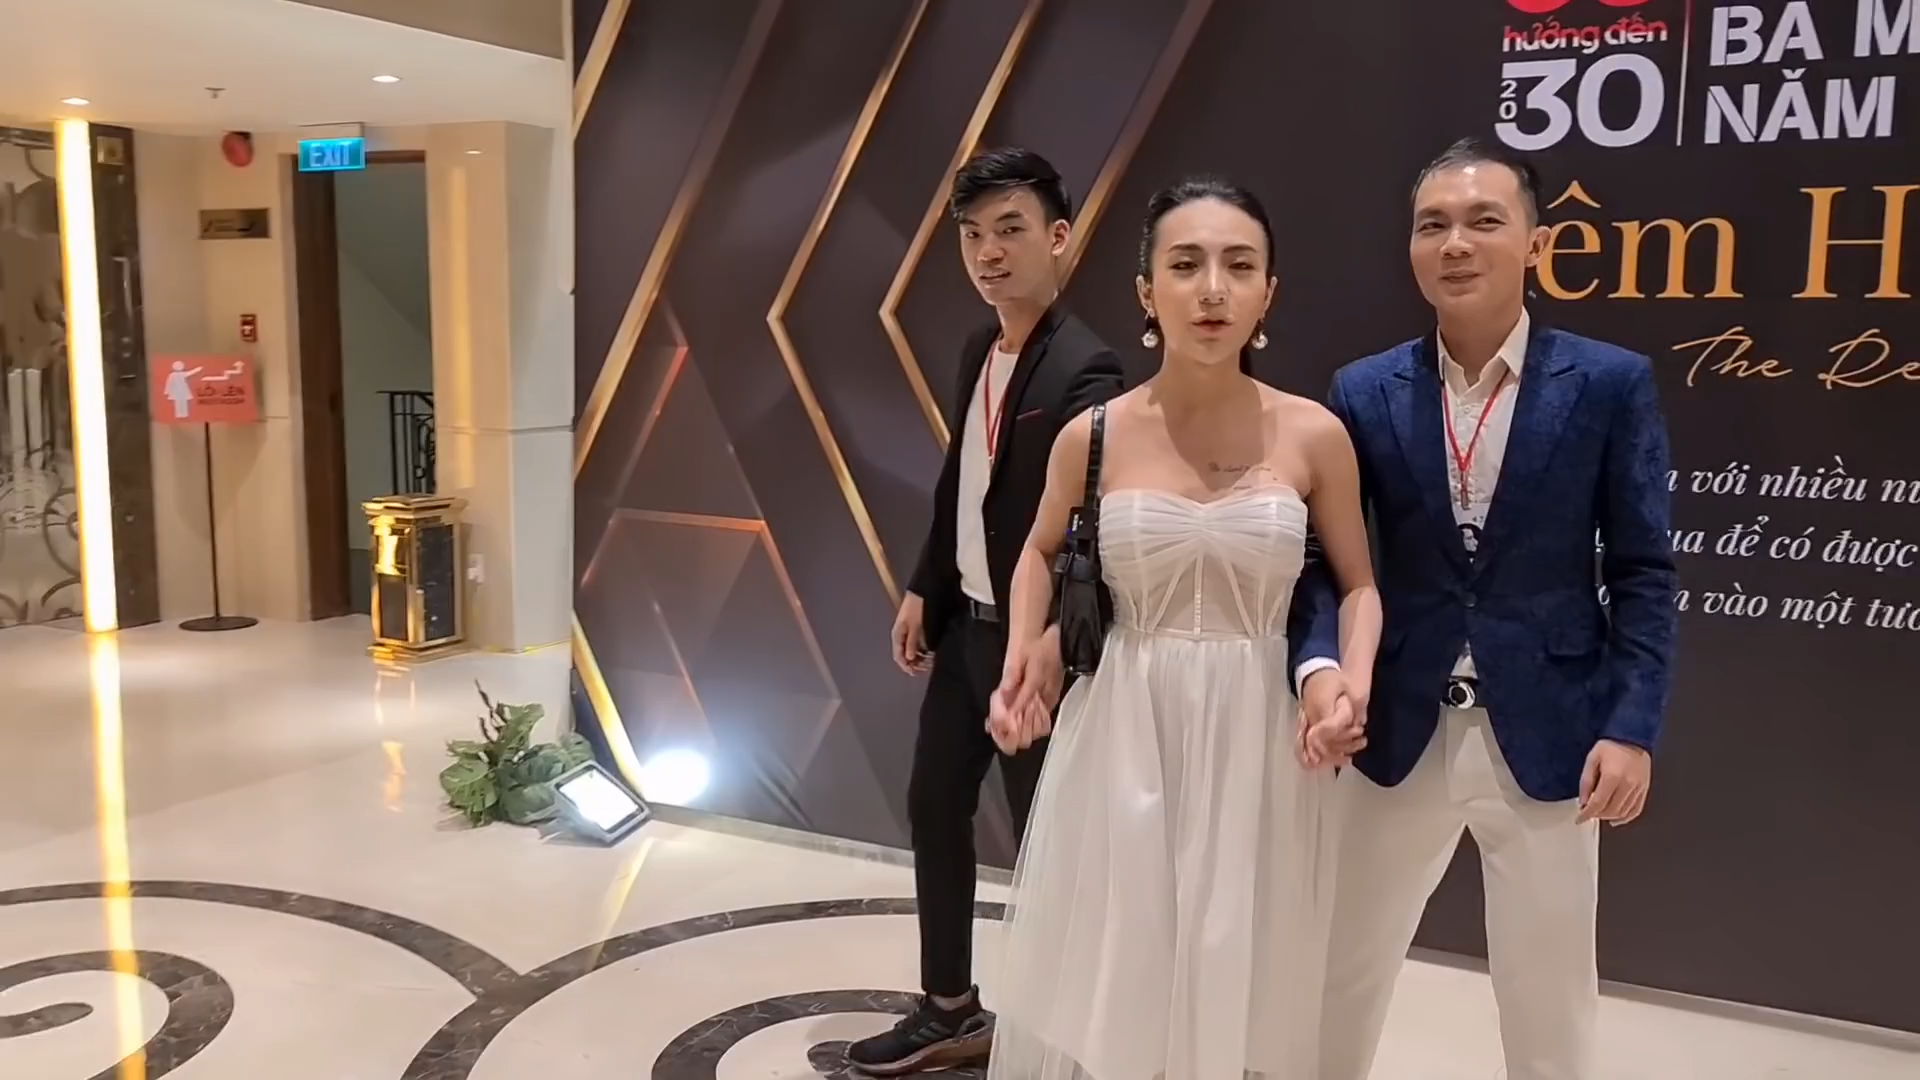 EXIT
LỐI LÊN
RESTROOM
hướng đến
2030
BA M
NĂM
êm H
The Re
với nhiều
ua để có được
vào một tươ